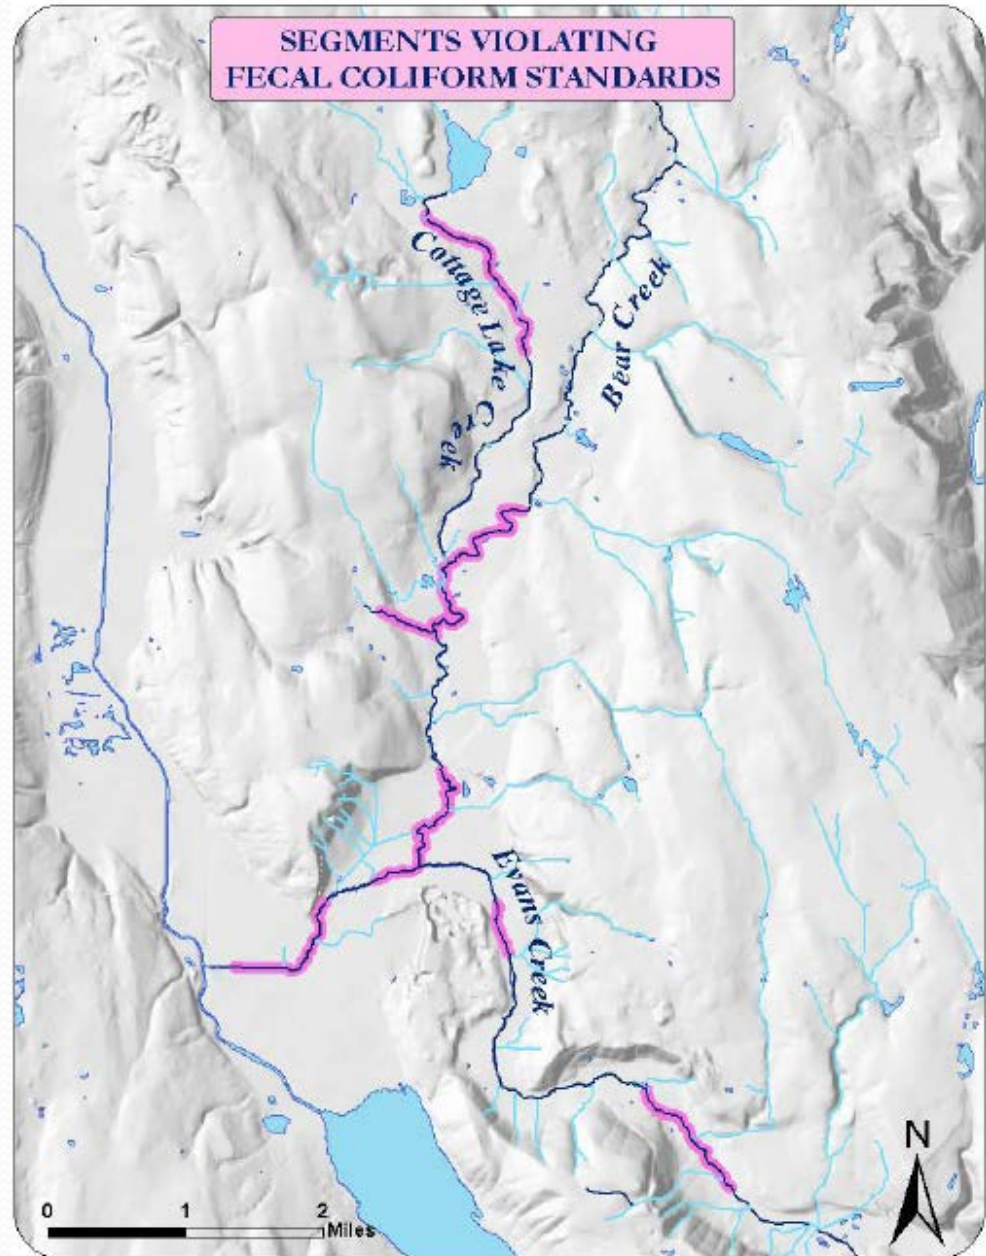 SEGMENTS VIOLATING
FECAL COLIFORM STANDARDS
Cottage Lake Creek
Bear Creek
Evans Creek
N
0 1 2
Miles